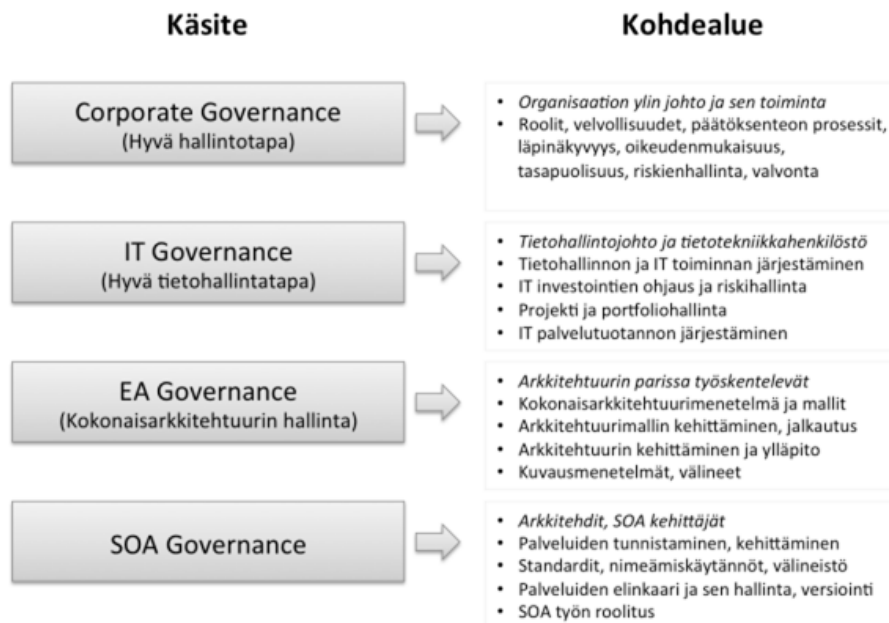 Käsite
Kohdealue
Corporate Governance
(Hyvä hallintotapa)
• Organisaation ylin johto ja sen toiminta
• Roolit, velvollisuudet, päätöksenteon prosessit,
läpinäkyvyys, oikeudenmukaisuus,
tasapuolisuus, riskienhallinta, valvonta
IT Governance
(Hyvä tietohallintatapa)
• Tietohallintojohto ja tietotekniikkahenkilöstö
• Tietohallinnon ja IT toiminnan järjestäminen
• IT investointien ohjaus ja riskihallinta
• Projekti ja portfoliohallinta
• IT palvelutuotannon järjestäminen
EA Governance
(Kokonaisarkkitehtuurin hallinta)
• Arkkitehtuurin parissa työskentelevät
• Kokonaisarkkitehtuurimenetelmä ja mallit
• Arkkitehtuurimallin kehittäminen, jalkautus
• Arkkitehtuurin kehittäminen ja ylläpito
• Kuvausmenetelmät, välineet
SOA Governance
• Arkkitehdit, SOA kehittäjät
• Palveluiden tunnistaminen, kehittäminen
• Standardit, nimeämiskäytännöt, välineistö
• Palveluiden elinkaari ja sen hallinta, versiointi
• SOA työn roolitus